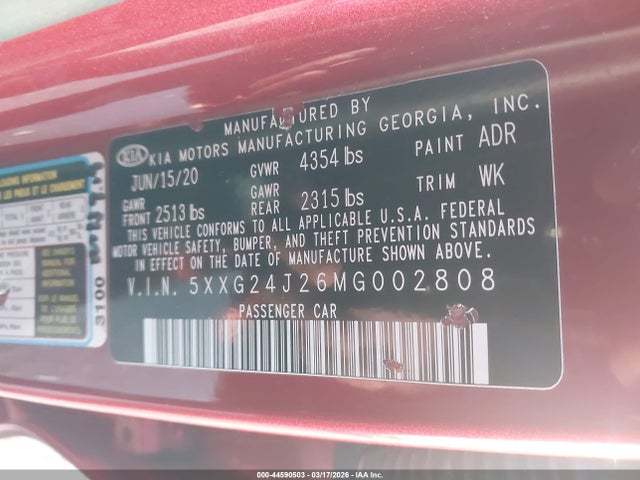 MANUFACTURED BY
KIA KIA MOTORS MANUFACTURING GEORGIA, INC.
JUN/15/20 GVWR 4354 lbs PAINT ADR
GAWR FRONT 2513 lbs GAWR REAR 2315 lbs TRIM WK
THIS VEHICLE CONFORMS TO ALL APPLICABLE U.S.A. FEDERAL
MOTOR VEHICLE SAFETY, BUMPER, AND THEFT PREVENTION STANDARDS
IN EFFECT ON THE DATE OF MANUFACTURE SHOWN ABOVE.
V.I.N. 5XXG24J26MG002808
PASSENGER CAR
LOADING INFORMATION
3100
000-44590503 - 03/17/2026 - IAA Inc.